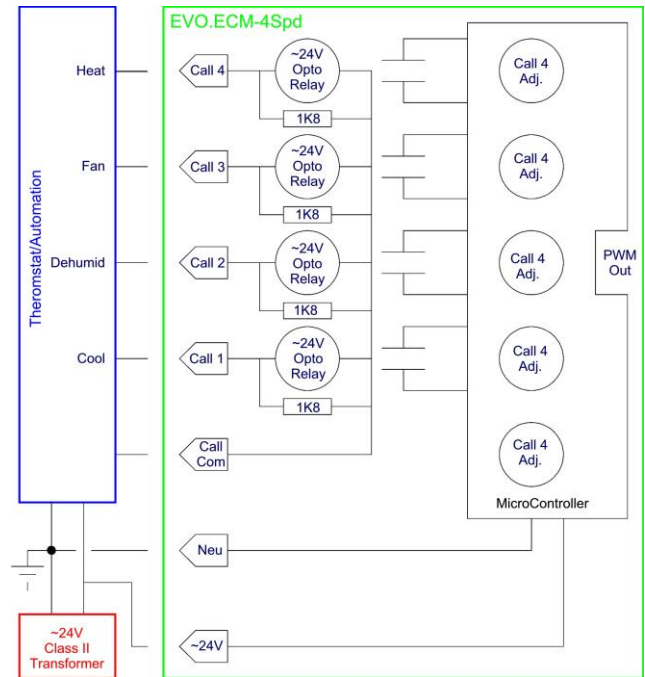 EVO.ECM-4Spd
Heat
Call 4
~24V
Opto
Relay
1K8
Call 4
Adj.
Fan
Call 3
~24V
Opto
Relay
1K8
Call 4
Adj.
Theromstat/Automation
Dehumid
Call 2
~24V
Opto
Relay
1K8
Call 4
Adj.
PWM
Out
Cool
Call 1
~24V
Opto
Relay
1K8
Call 4
Adj.
Call
Com
Call 4
Adj.
MicroController
Neu
~24V
Class II
Transformer
~24V